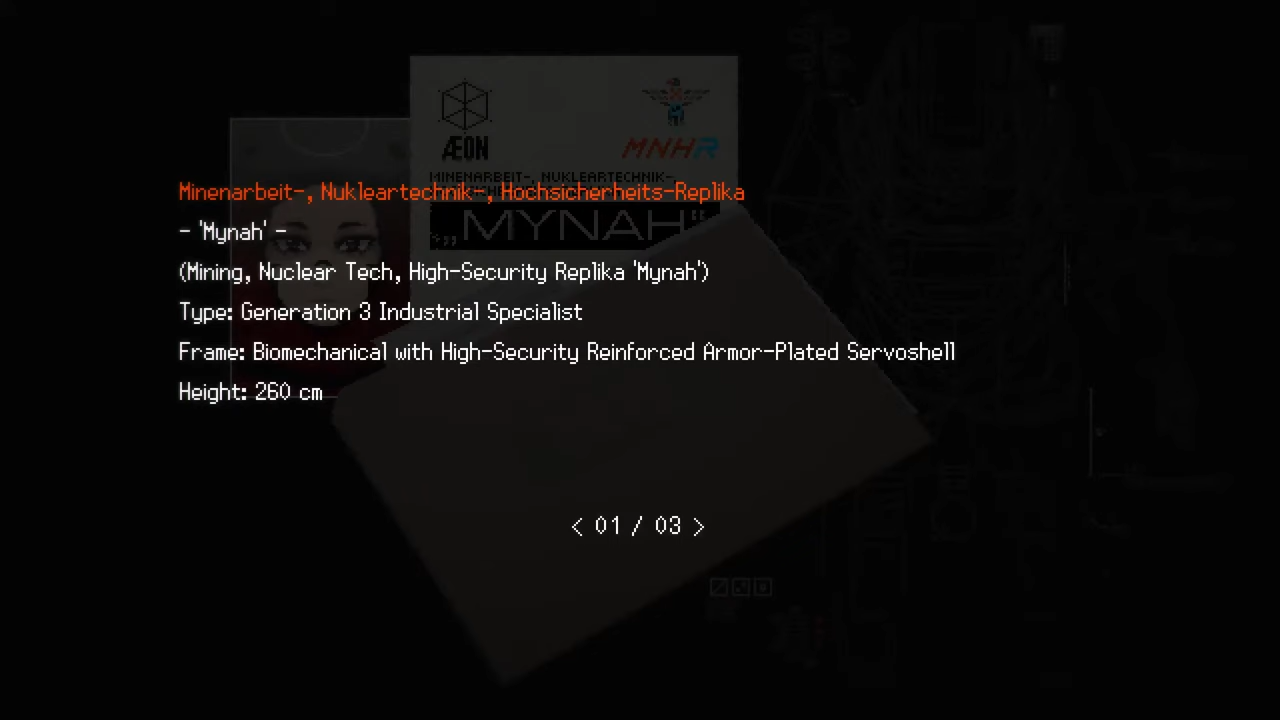 ÆON
MNHR
MINENARBEIT-, NUKLEARTECHNIK-,
Minenarbeit-, Nukleartechnik-, Hochsicherheits-Replika
„MYNAH“
- 'Mynah' -
(Mining, Nuclear Tech, High-Security Replika 'Mynah')
Type: Generation 3 Industrial Specialist
Frame: Biomechanical with High-Security Reinforced Armor-Plated Servoshell
Height: 260 cm
< 01 / 03 >